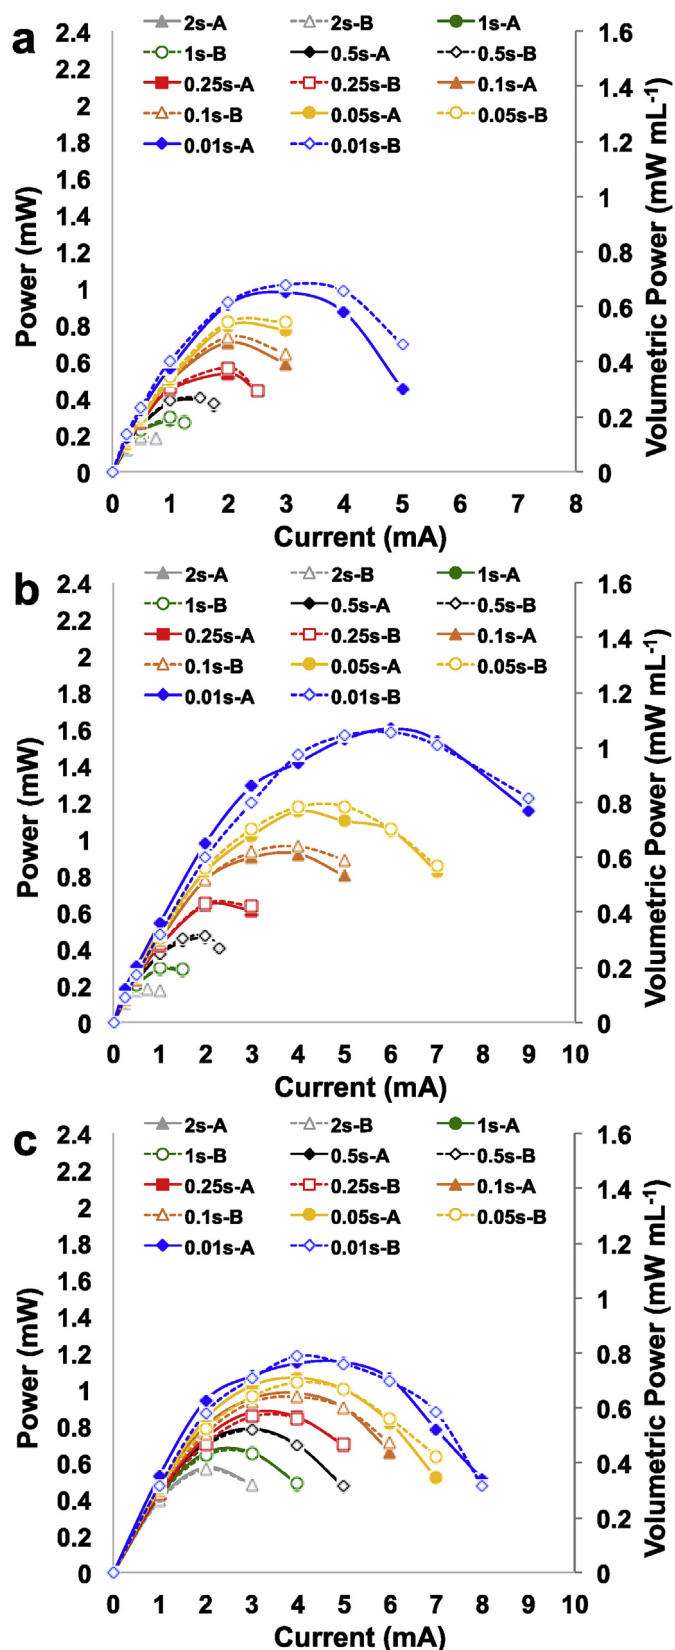 a
2s-A 2s-B 1s-A
1s-B 0.5s-A 0.5s-B
0.25s-A 0.25s-B 0.1s-A
0.1s-B 0.05s-A 0.05s-B
0.01s-A 0.01s-B
2.4
2.2
2
1.8
1.6
1.4
1.2
1
0.8
0.6
0.4
0.2
0
Power (mW)
1.6
1.4
1.2
1
0.8
0.6
0.4
0.2
0
Volumetric Power (mW mL-1)
0 1 2 3 4 5 6 7 8
Current (mA)
b
2s-A 2s-B 1s-A
1s-B 0.5s-A 0.5s-B
0.25s-A 0.25s-B 0.1s-A
0.1s-B 0.05s-A 0.05s-B
0.01s-A 0.01s-B
2.4
2.2
2
1.8
1.6
1.4
1.2
1
0.8
0.6
0.4
0.2
0
Power (mW)
1.6
1.4
1.2
1
0.8
0.6
0.4
0.2
0
Volumetric Power (mW mL-1)
0 1 2 3 4 5 6 7 8 9 10
Current (mA)
c
2s-A 2s-B 1s-A
1s-B 0.5s-A 0.5s-B
0.25s-A 0.25s-B 0.1s-A
0.1s-B 0.05s-A 0.05s-B
0.01s-A 0.01s-B
2.4
2.2
2
1.8
1.6
1.4
1.2
1
0.8
0.6
0.4
0.2
0
Power (mW)
1.6
1.4
1.2
1
0.8
0.6
0.4
0.2
0
Volumetric Power (mW mL-1)
0 1 2 3 4 5 6 7 8 9 10
Current (mA)